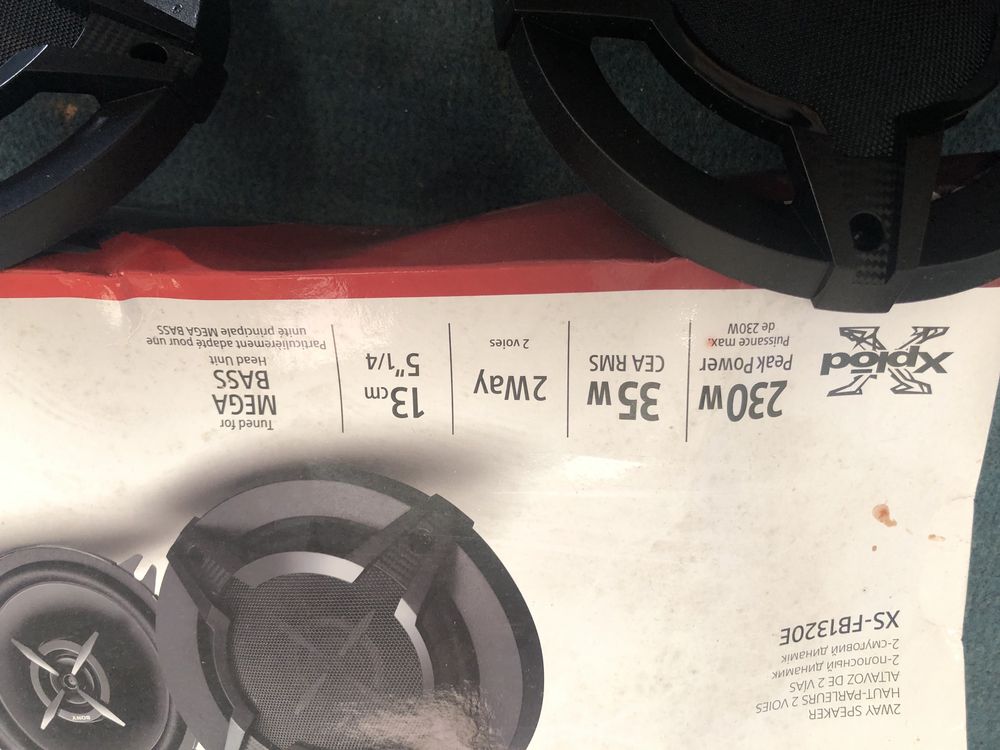 2WAY SPEAKER
HAUT-PARLEURS 2 VOIES
ALTAVOZ DE 2 VÍAS
2-полосный динамик
2-смуговий динамік
XS-FB1320E
SONY
xplōd
230W
Peak Power
Puissance max.
de 230W
35W
CEA RMS
2Way
2 voies
13cm
5"1/4
Tuned for
MEGA
BASS
Head Unit
Particulièrement adapté pour une
unité principale MEGA BASS